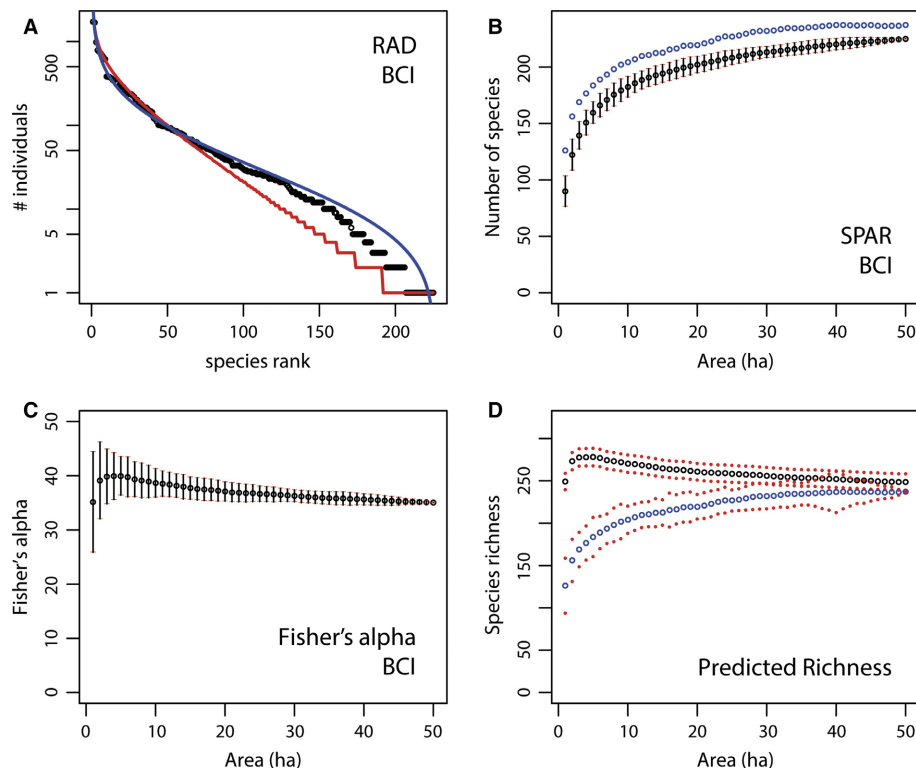 A
RAD
BCI
# individuals
500
50
5
1
0
50
100
150
200
species rank
B
Number of species
200
150
100
50
0
SPAR
BCI
0
10
20
30
40
50
Area (ha)
C
Fisher's alpha
50
40
30
20
10
0
Fisher's alpha
BCI
0
10
20
30
40
50
Area (ha)
D
Species richness
250
150
50
0
Predicted Richness
0
10
20
30
40
50
Area (ha)